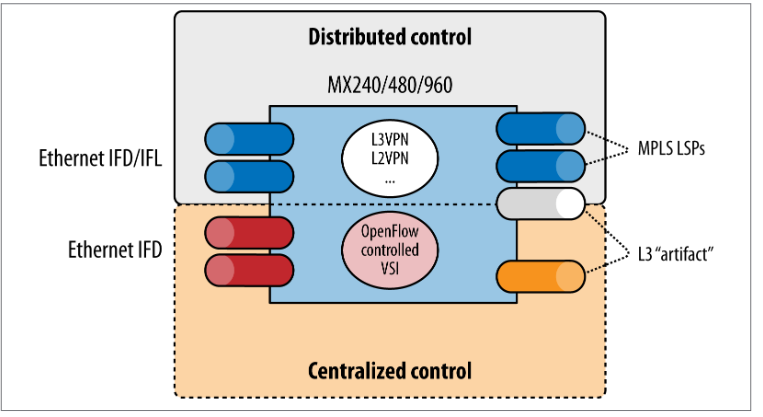 Distributed control
MX240/480/960
L3VPN
L2VPN
...
Ethernet IFD/IFL
MPLS LSPs
Ethernet IFD
OpenFlow
controlled
VSI
L3 “artifact”
Centralized control